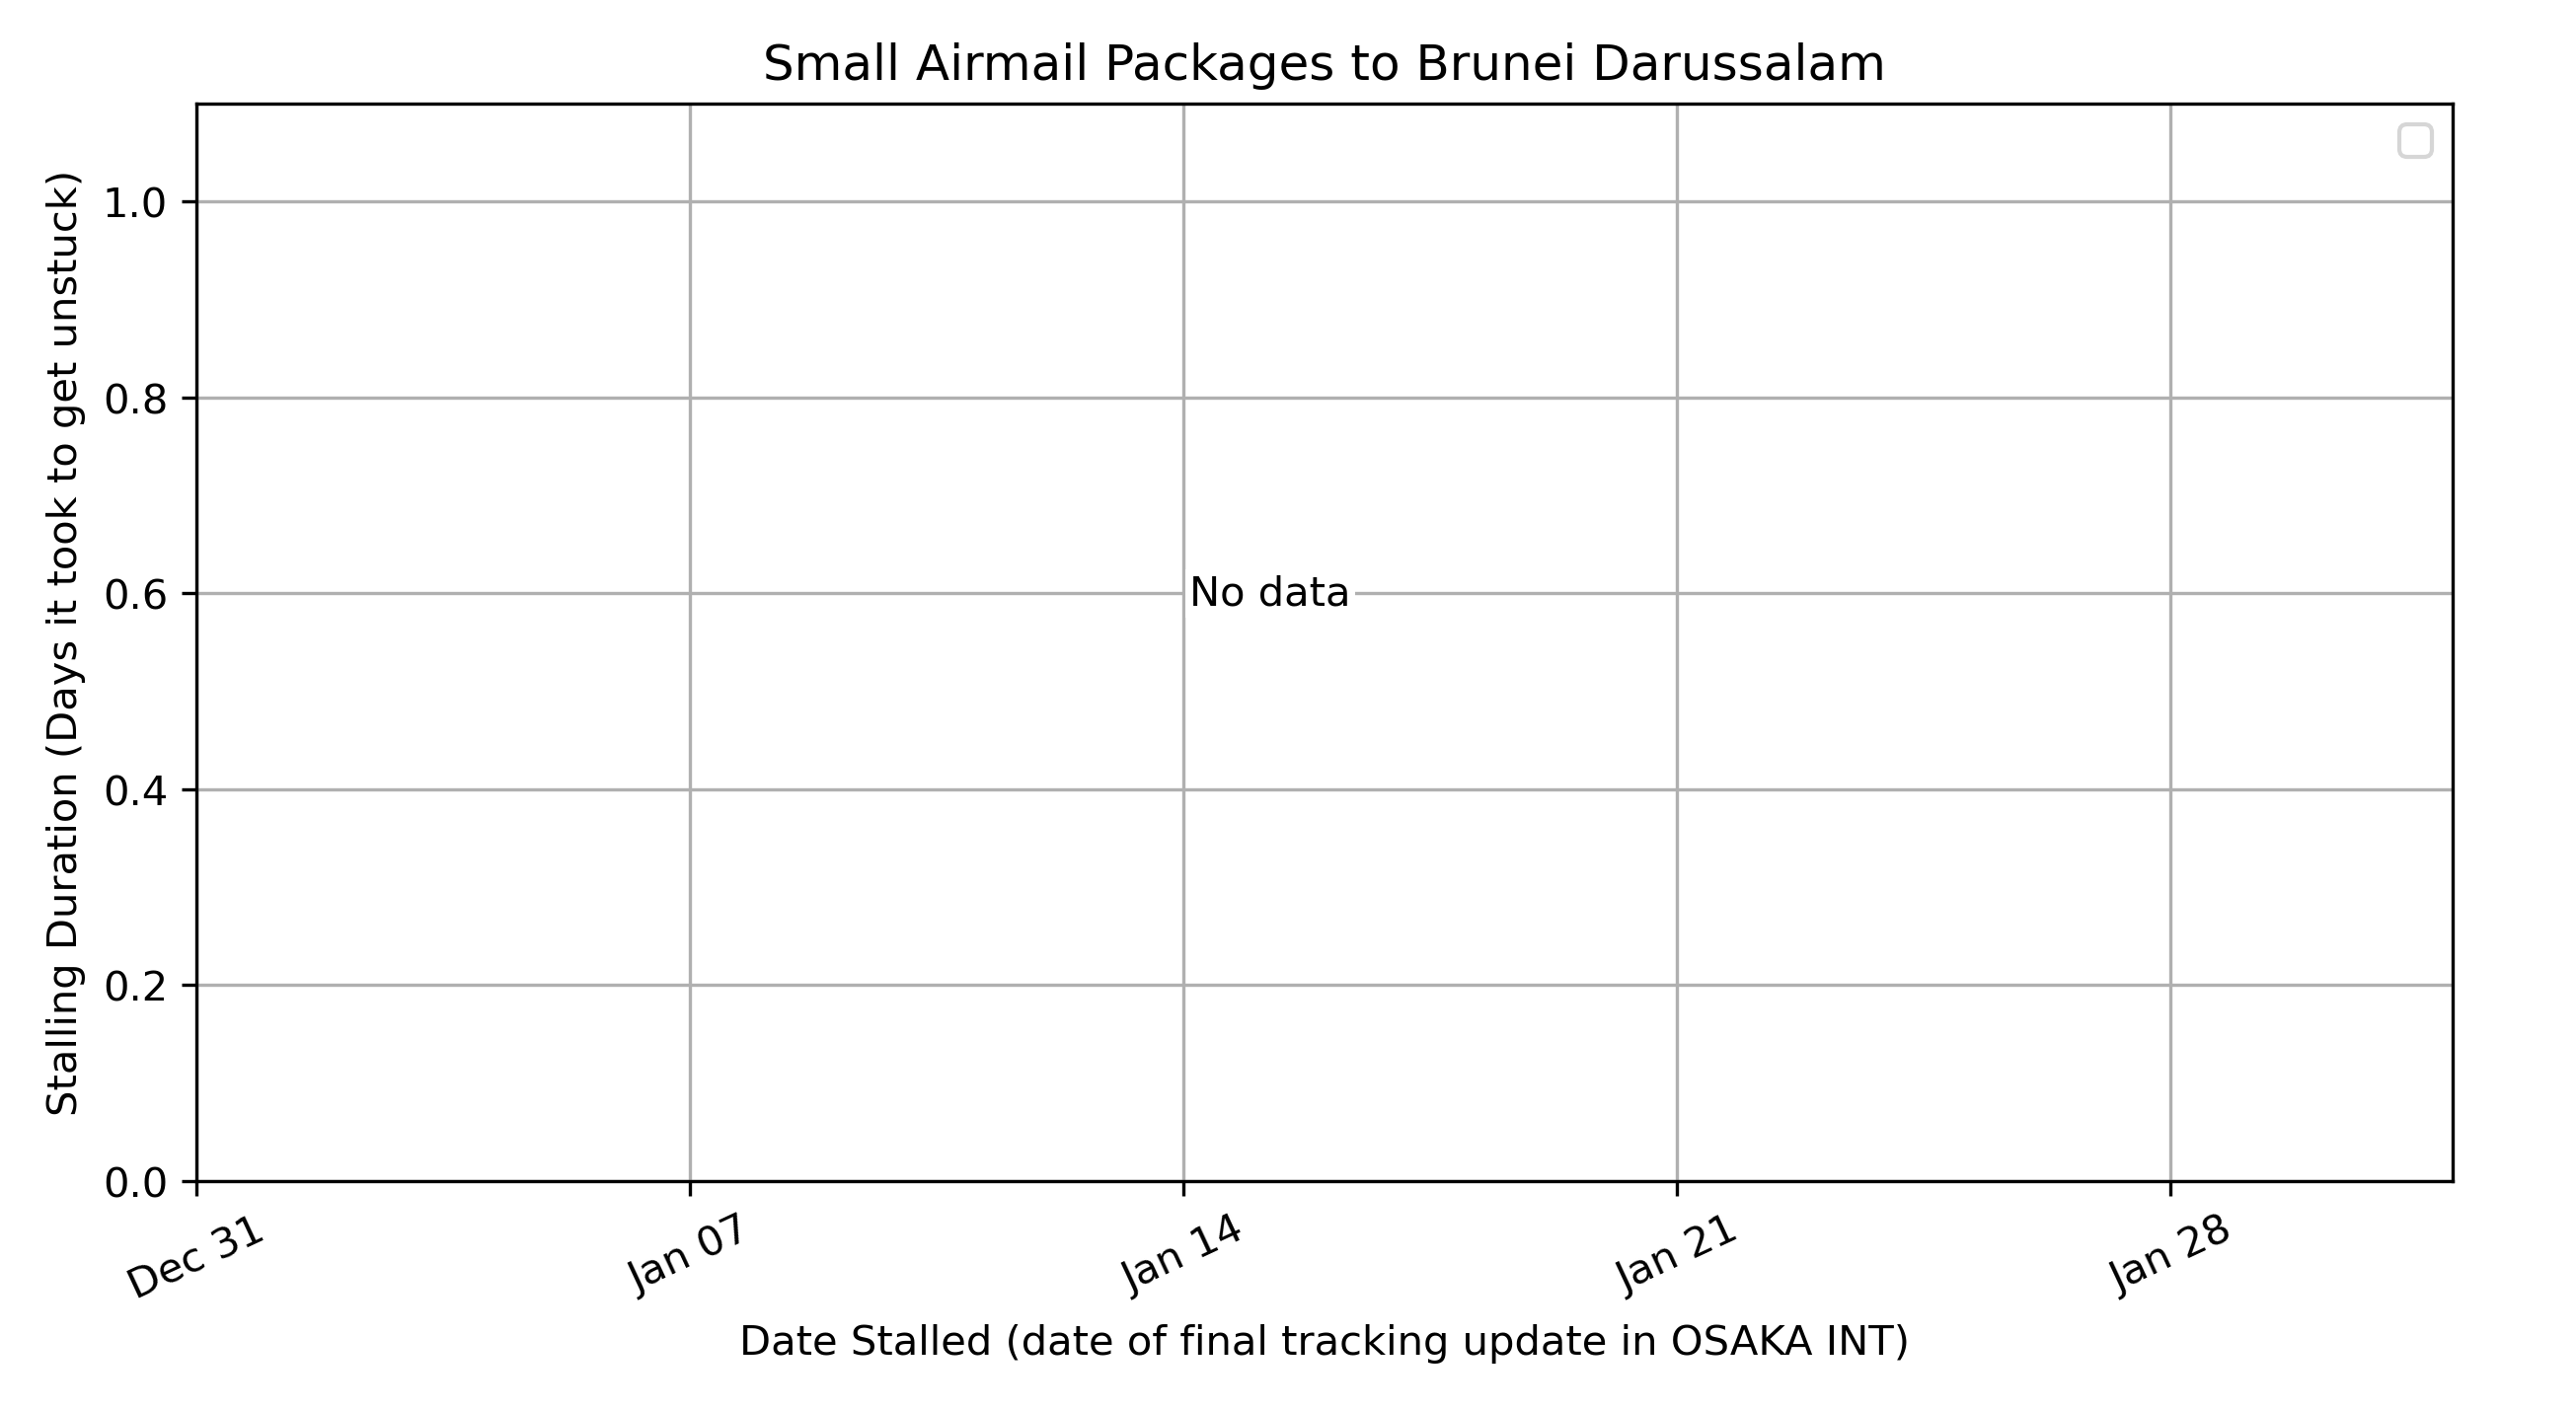 Small Airmail Packages to Brunei Darussalam
Stalling Duration (Days it took to get unstuck)
1.0
0.8
0.6
0.4
0.2
0.0
No data
Dec 31
Jan 07
Jan 14
Jan 21
Jan 28
Date Stalled (date of final tracking update in OSAKA INT)